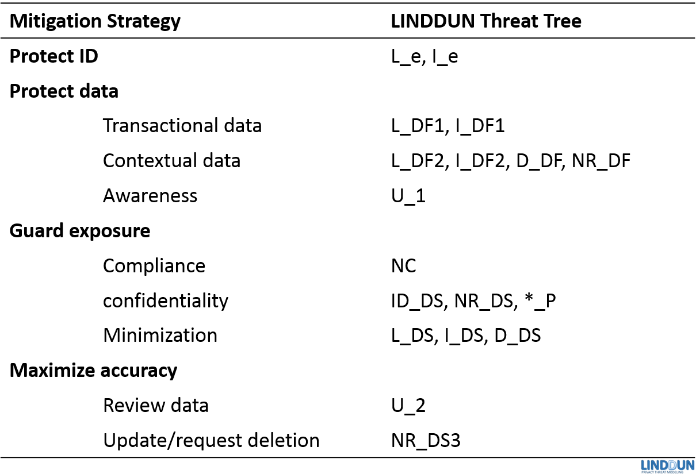 Mitigation Strategy LINDDUN Threat Tree
Protect ID L_e, I_e
Protect data
Transactional data L_DF1, I_DF1
Contextual data L_DF2, I_DF2, D_DF, NR_DF
Awareness U_1
Guard exposure
Compliance NC
confidentiality ID_DS, NR_DS, *_P
Minimization L_DS, I_DS, D_DS
Maximize accuracy
Review data U_2
Update/request deletion NR_DS3
LINDDUN